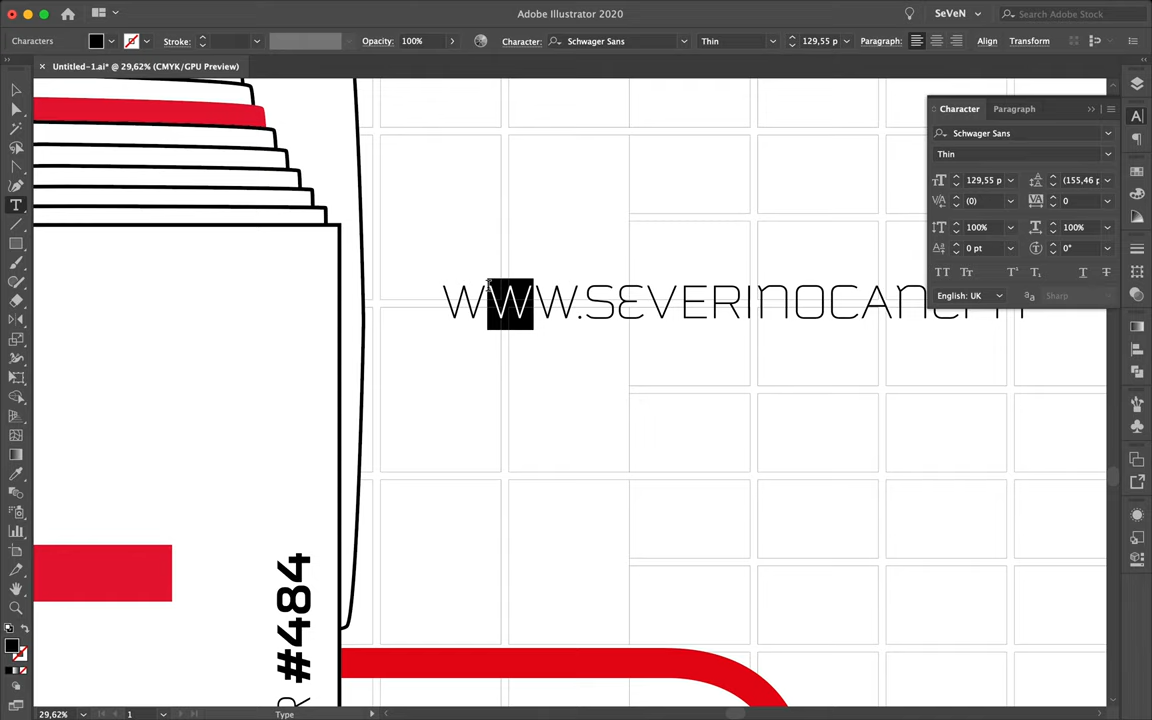 Adobe Illustrator 2020
SeVeN
Search Adobe Stock
Characters
Stroke:
Opacity: 100%
Character: Schwager Sans
Thin
129,55 p
Paragraph:
Align
Transform
Untitled-1.ai* @ 29,62% (CMYK/GPU Preview)
Character
Paragraph
Schwager Sans
Thin
129,55 p
(155,46 p
(0)
0
100%
100%
0 pt
0°
English: UK
Sharp
WWW.SEVERINOCAN
#484
29,62%
1
Type